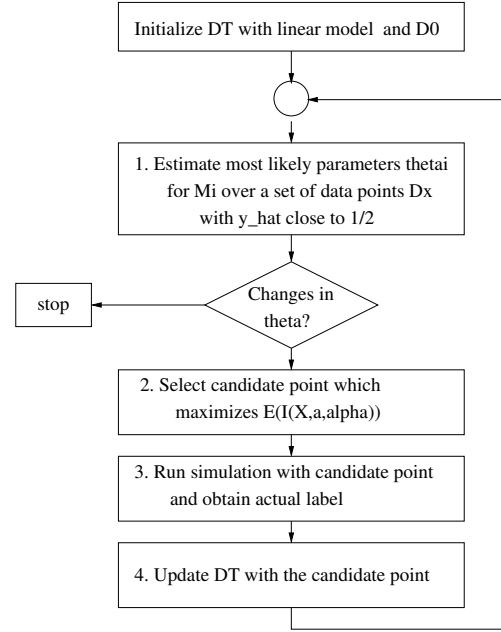 Initialize DT with linear model and D0
1. Estimate most likely parameters thetai
for Mi over a set of data points Dx
with y_hat close to 1/2
Changes in
theta?
stop
2. Select candidate point which
maximizes E(I(X,a,alpha))
3. Run simulation with candidate point
and obtain actual label
4. Update DT with the candidate point